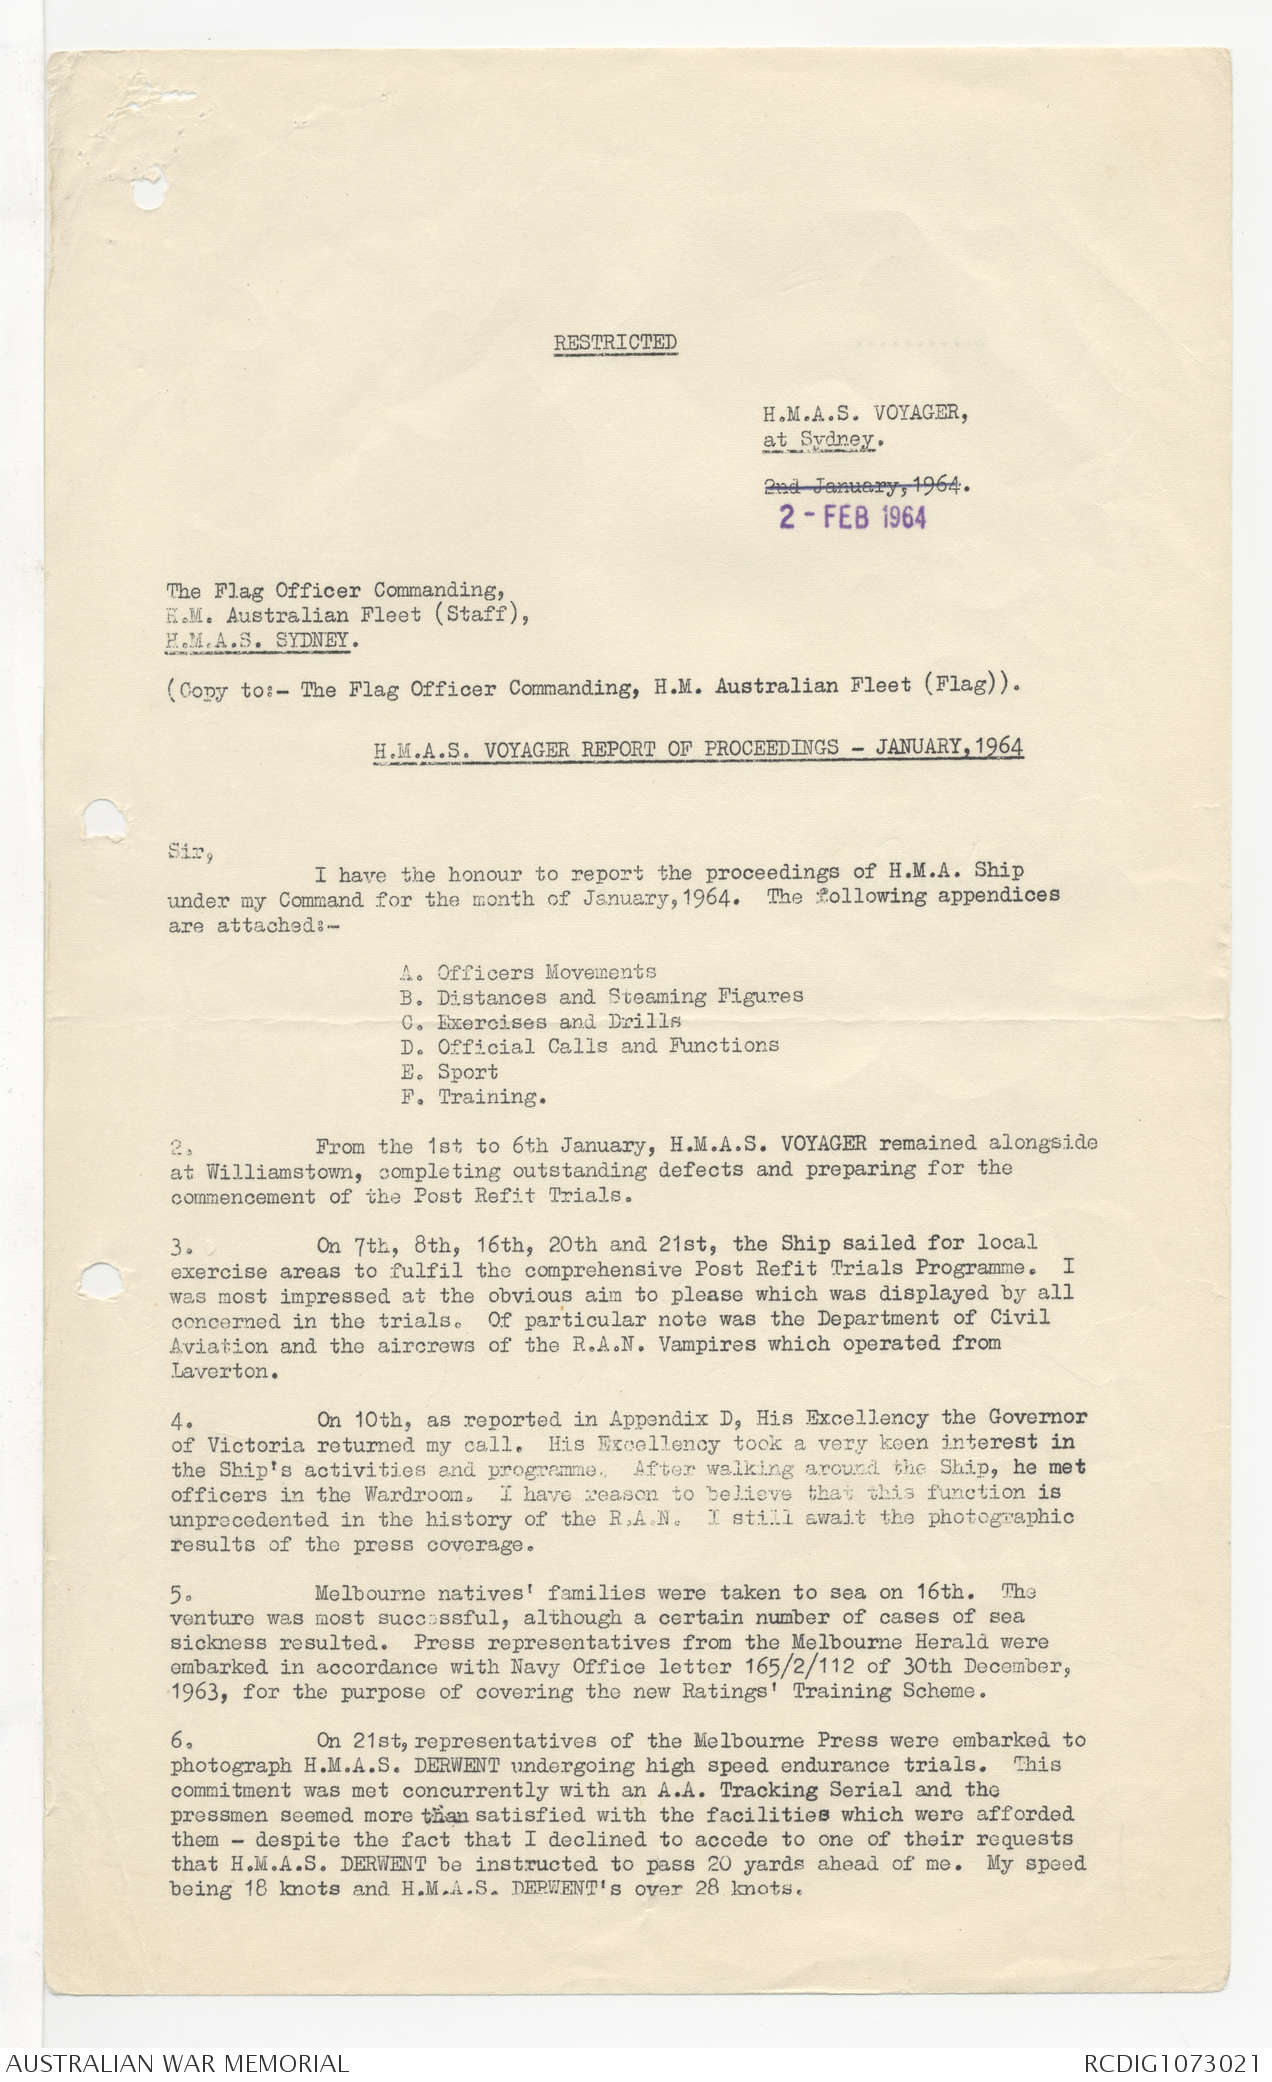 RESTRICTED
H.M.A.S. VOYAGER,
at Sydney.
2nd January, 1964.
2 - FEB 1964
The Flag Officer Commanding,
H.M. Australian Fleet (Staff),
H.M.A.S. SYDNEY.
(Copy to:- The Flag Officer Commanding, H.M. Australian Fleet (Flag)).
H.M.A.S. VOYAGER REPORT OF PROCEEDINGS - JANUARY, 1964
Sir,
I have the honour to report the proceedings of H.M.A. Ship
under my Command for the month of January, 1964. The following appendices
are attached:-
A. Officers Movements
B. Distances and Steaming Figures
C. Exercises and Drills
D. Official Calls and Functions
E. Sport
F. Training.
2. From the 1st to 6th January, H.M.A.S. VOYAGER remained alongside
at Williamstown, completing outstanding defects and preparing for the
commencement of the Post Refit Trials.
3. On 7th, 8th, 16th, 20th and 21st, the Ship sailed for local
exercise areas to fulfil the comprehensive Post Refit Trials Programme. I
was most impressed at the obvious aim to please which was displayed by all
concerned in the trials. Of particular note was the Department of Civil
Aviation and the aircrews of the R.A.N. Vampires which operated from
Laverton.
4. On 10th, as reported in Appendix D, His Excellency the Governor
of Victoria returned my call. His Excellency took a very keen interest in
the Ship's activities and programme. After walking around the Ship, he met
officers in the Wardroom. I have reason to believe that this function is
unprecedented in the history of the R.A.N. I still await the photographic
results of the press coverage.
5. Melbourne natives' families were taken to sea on 16th. The
venture was most successful, although a certain number of cases of sea
sickness resulted. Press representatives from the Melbourne Herald were
embarked in accordance with Navy Office letter 165/2/112 of 30th December,
1963, for the purpose of covering the new Ratings' Training Scheme.
6. On 21st, representatives of the Melbourne Press were embarked to
photograph H.M.A.S. DERWENT undergoing high speed endurance trials. This
commitment was met concurrently with an A.A. Tracking Serial and the
pressmen seemed more than satisfied with the facilities which were afforded
them - despite the fact that I declined to accede to one of their requests
that H.M.A.S. DERWENT be instructed to pass 20 yards ahead of me. My speed
being 18 knots and H.M.A.S. DERWENT's over 28 knots.
AUSTRALIAN WAR MEMORIAL
RCDIG1073021